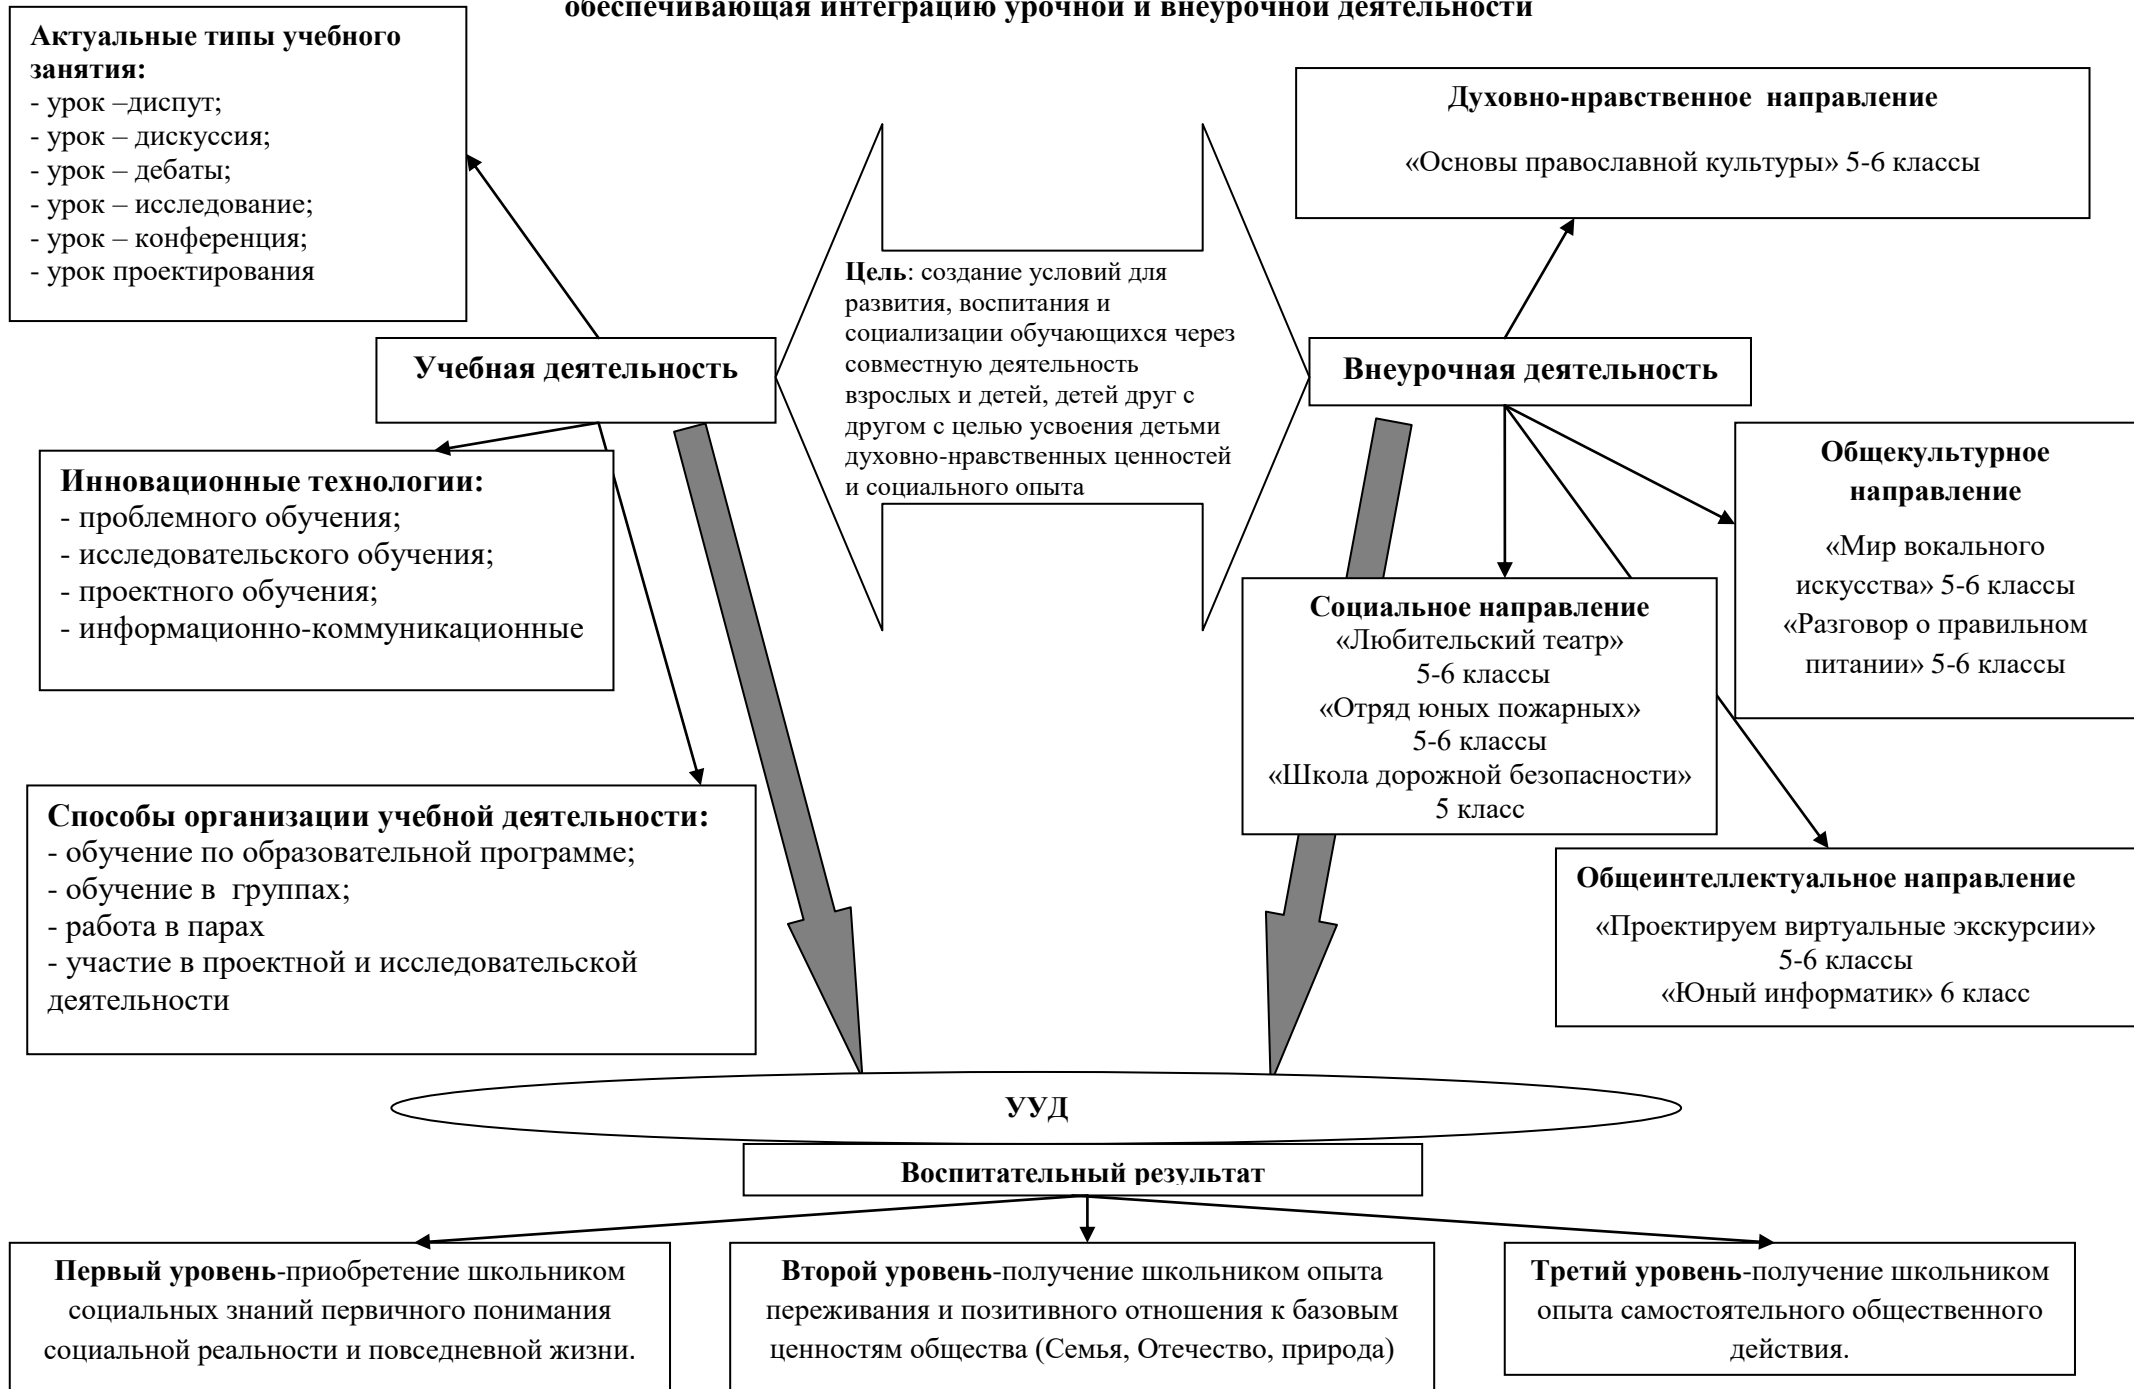 обеспечивающая интеграцию урочной и внеурочной деятельности
Актуальные типы учебного
занятия:
- урок –диспут;
- урок – дискуссия;
- урок – дебаты;
- урок – исследование;
- урок – конференция;
- урок проектирования
Духовно-нравственное  направление
«Основы православной культуры» 5-6 классы
Цель: создание условий для
развития, воспитания и
социализации обучающихся через
совместную деятельность
взрослых и детей, детей друг с
другом с целью усвоения детьми
духовно-нравственных ценностей
и социального опыта
Учебная деятельность
Внеурочная деятельность
Инновационные технологии:
- проблемного обучения;
- исследовательского обучения;
- проектного обучения;
- информационно-коммуникационные
Общекультурное
направление
«Мир вокального
искусства» 5-6 классы
«Разговор о правильном
питании» 5-6 классы
Социальное направление
«Любительский театр»
5-6 классы
«Отряд юных пожарных»
5-6 классы
«Школа дорожной безопасности»
5 класс
Способы организации учебной деятельности:
- обучение по образовательной программе;
- обучение в  группах;
- работа в парах
- участие в проектной и исследовательской
деятельности
Общеинтеллектуальное направление
«Проектируем виртуальные экскурсии»
5-6 классы
«Юный информатик» 6 класс
УУД
Воспитательный результат
Первый уровень-приобретение школьником
социальных знаний первичного понимания
социальной реальности и повседневной жизни.
Второй уровень-получение школьником опыта
переживания и позитивного отношения к базовым
ценностям общества (Семья, Отечество, природа)
Третий уровень-получение школьником
опыта самостоятельного общественного
действия.